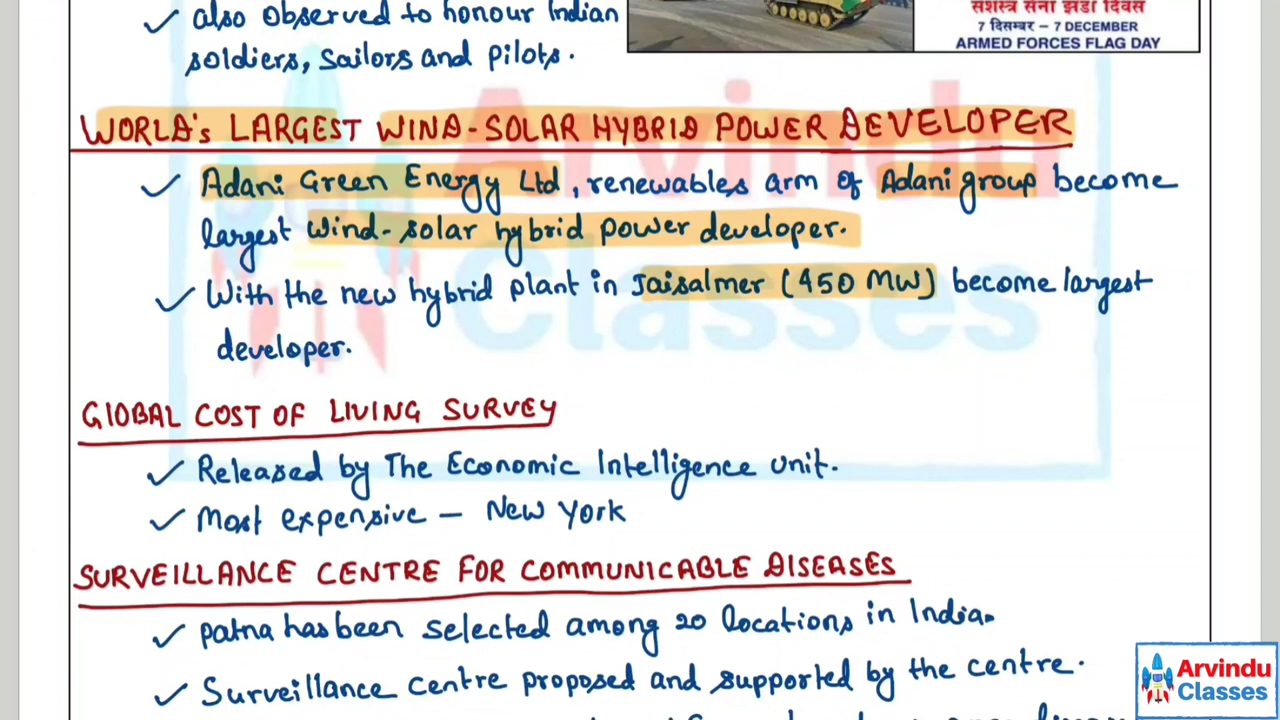 ✓ also observed to honour Indian
soldiers, sailors and pilots.
सशस्त्र सेना झंडा दिवस
7 दिसम्बर – 7 DECEMBER
ARMED FORCES FLAG DAY
WORLD's LARGEST WIND-SOLAR HYBRID POWER DEVELOPER
✓ Adani Green Energy Ltd, renewables arm of Adani group become
largest wind-solar hybrid power developer.
✓ With the new hybrid plant in Jaisalmer (450 MW) become largest
developer.
GlOBAL COST OF LIVING SURVEY
✓ Released by The Economic Intelligence unit.
✓ Most expensive – New York
SURVEILLANCE CENTRE FOR COMMUNICABLE DISEASES
✓ patna has been selected among 20 locations in India.
✓ Surveillance centre proposed and supported by the centre.
Arvindu
Classes
Arvindu
Classes